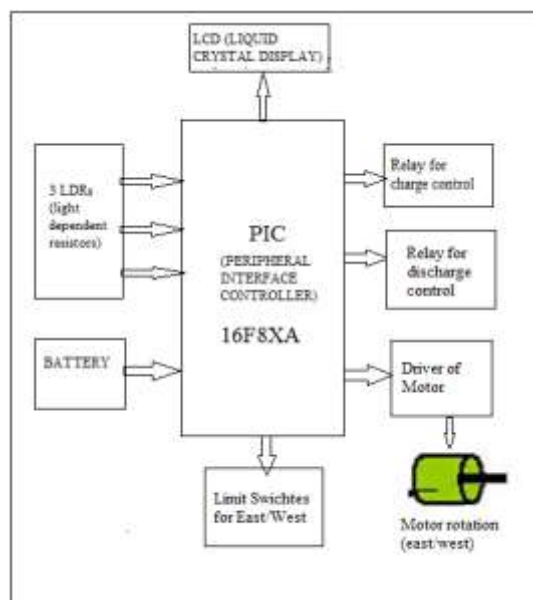 LCD (LIQUID
CRYSTAL DISPLAY)
3 LDRs
(light
dependent
resistors)
BATTERY
PIC
(PERIPHERAL
INTERFACE
CONTROLLER)
16F8XA
Relay for
charge control
Relay for
discharge
control
Driver of
Motor
Limit Swichtes
for East/West
Motor rotation
(east/west)